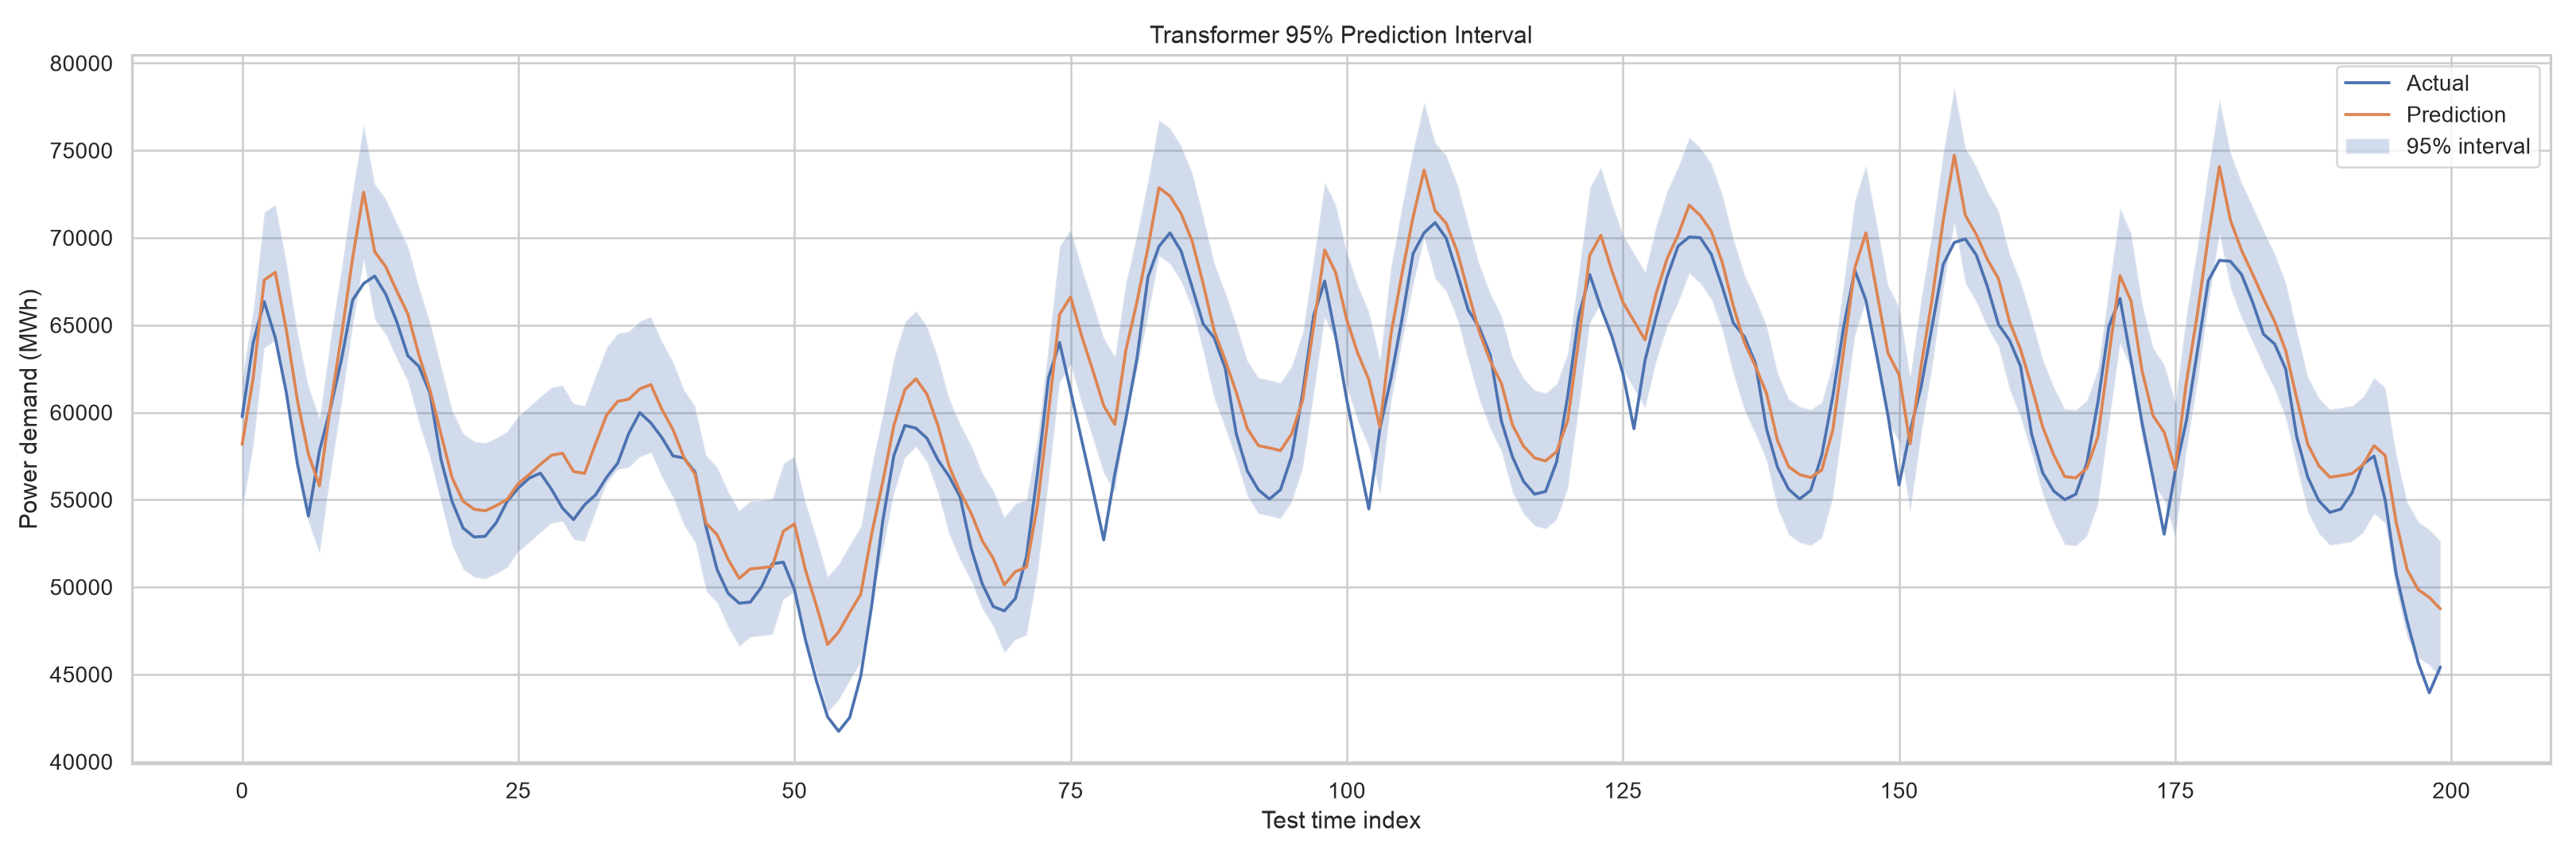 Transformer 95% Prediction Interval
Actual
Prediction
95% interval
Power demand (MWh)
80000
75000
70000
65000
60000
55000
50000
45000
40000
0 25 50 75 100 125 150 175 200
Test time index